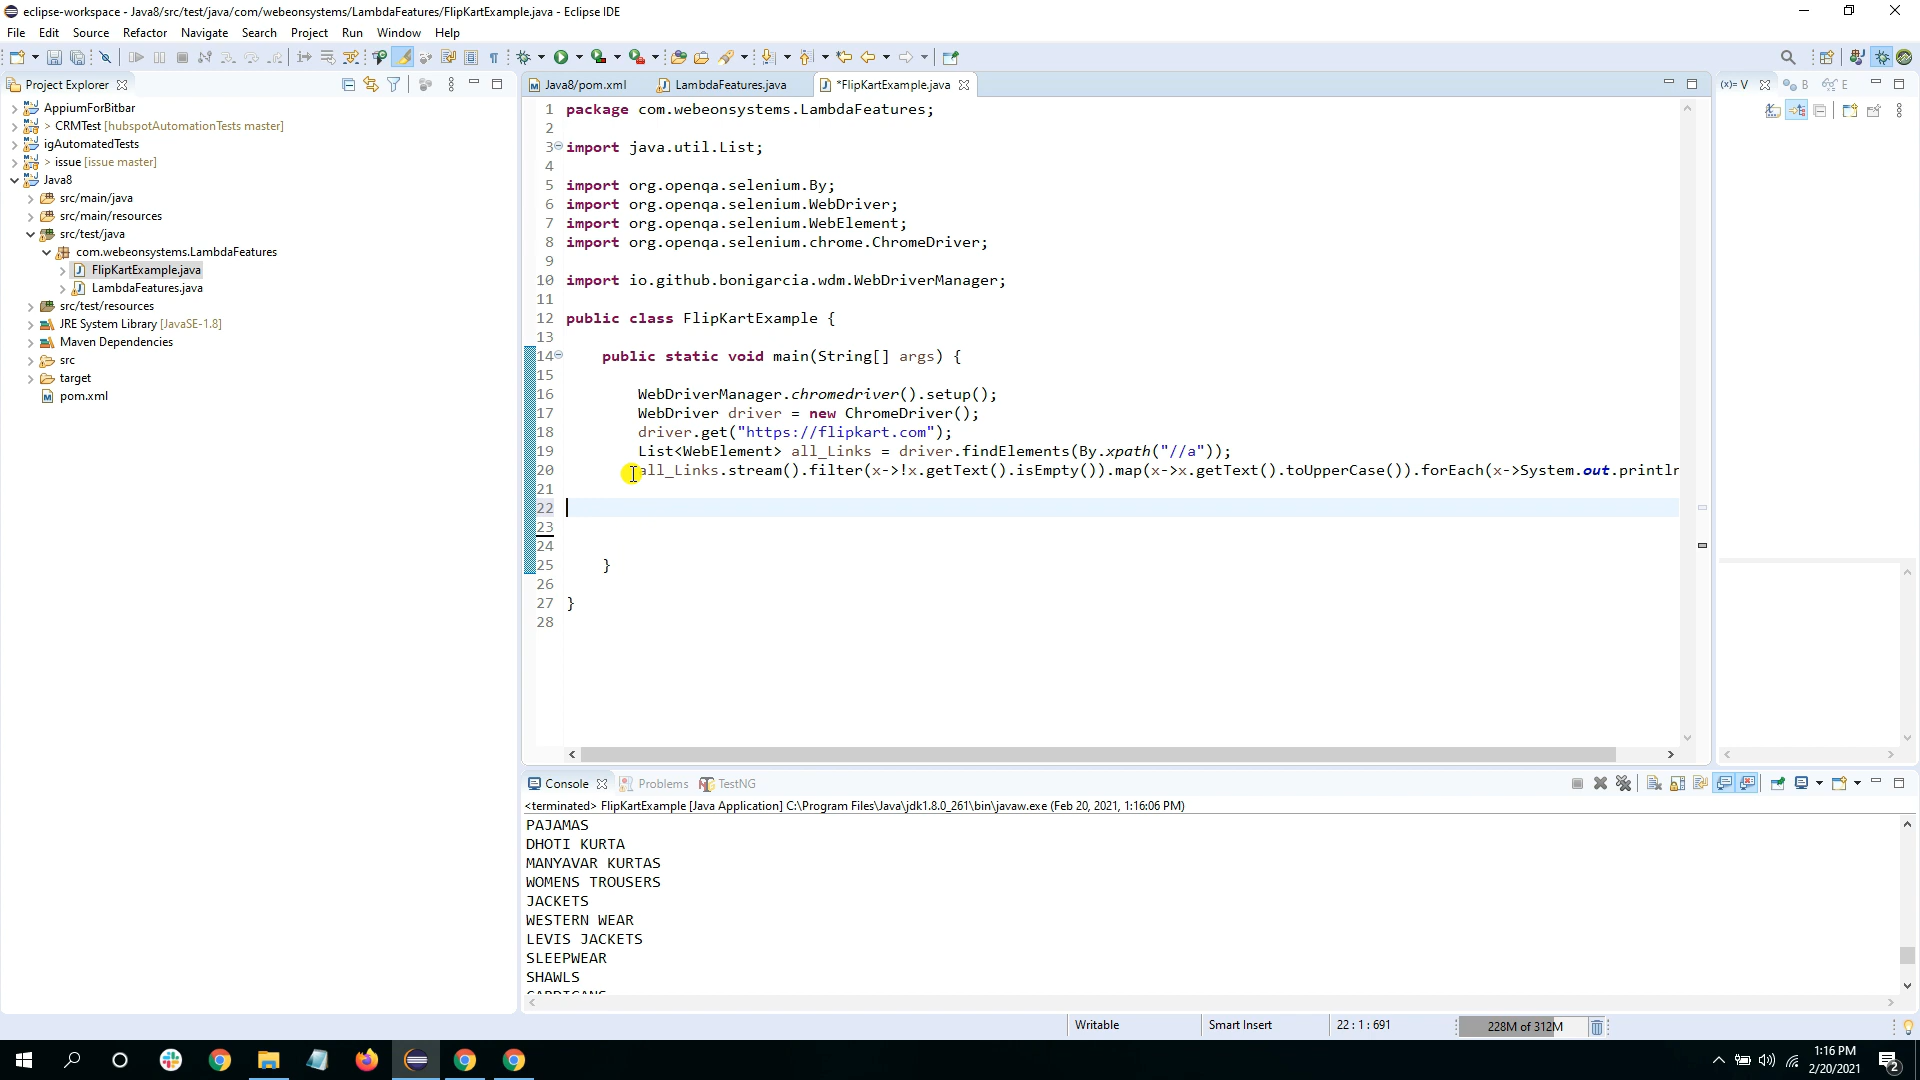 eclipse-workspace - Java8/src/test/java/com/webeonsystems/LambdaFeatures/FlipKartExample.java - Eclipse IDE
File Edit Source Refactor Navigate Search Project Run Window Help
Project Explorer
AppiumForBitbar
> CRMTest [hubspotAutomationTests master]
igAutomatedTests
> issue [issue master]
Java8
src/main/java
src/main/resources
src/test/java
com.webeonsystems.LambdaFeatures
FlipKartExample.java
LambdaFeatures.java
src/test/resources
JRE System Library [JavaSE-1.8]
Maven Dependencies
src
target
pom.xml
Java8/pom.xml LambdaFeatures.java *FlipKartExample.java
1 package com.webeonsystems.LambdaFeatures;
2
3 import java.util.List;
4
5 import org.openqa.selenium.By;
6 import org.openqa.selenium.WebDriver;
7 import org.openqa.selenium.WebElement;
8 import org.openqa.selenium.chrome.ChromeDriver;
9
10 import io.github.bonigarcia.wdm.WebDriverManager;
11
12 public class FlipKartExample {
13
14 public static void main(String[] args) {
15
16 WebDriverManager.chromedriver().setup();
17 WebDriver driver = new ChromeDriver();
18 driver.get("https://flipkart.com");
19 List<WebElement> all_Links = driver.findElements(By.xpath("//a"));
20 all_Links.stream().filter(x->!x.getText().isEmpty()).map(x->x.getText().toUpperCase()).forEach(x->System.out.println
21
22
23
24
25 }
26
27 }
28
(x)= V B E
Console Problems TestNG
<terminated> FlipKartExample [Java Application] C:\Program Files\Java\jdk1.8.0_261\bin\javaw.exe (Feb 20, 2021, 1:16:06 PM)
PAJAMAS
DHOTI KURTA
MANYAVAR KURTAS
WOMENS TROUSERS
JACKETS
WESTERN WEAR
LEVIS JACKETS
SLEEPWEAR
SHAWLS
CARDIGANS
Writable Smart Insert 22 : 1 : 691 228M of 312M
1:16 PM
2/20/2021
2